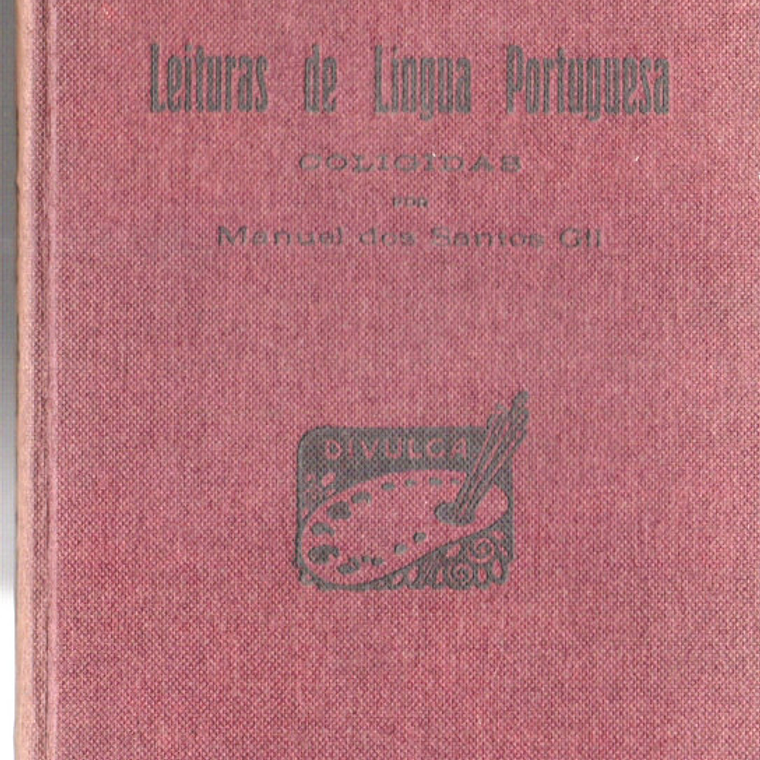 Leituras de Língua Portuguesa
COLIGIDAS
POR
Manuel dos Santos Gil
DIVULGA